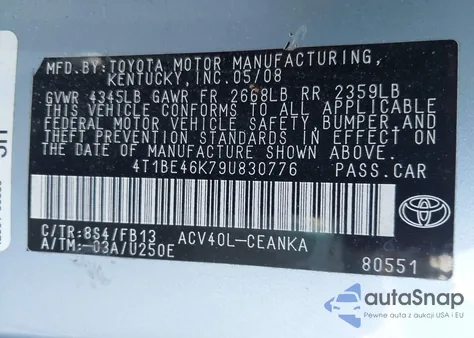 MFD.BY:TOYOTA MOTOR MANUFACTURING,
KENTUCKY,INC.05/08
GVWR 4345LB GAWR FR 2668LB RR 2359LB
THIS VEHICLE CONFORMS TO ALL APPLICABLE
FEDERAL MOTOR VEHICLE SAFETY, BUMPER AND
THEFT PREVENTION STANDARDS IN EFFECT ON
THE DATE OF MANUFACTURE SHOWN ABOVE.
4T1BE46K79U830776 PASS.CAR
C/TR:8S4/FB13 ACV40L-CEANKA
A/TM:-03A/U250E
TOYOTA
80551
autoSnap
Pewne auta z aukcji USA i EU